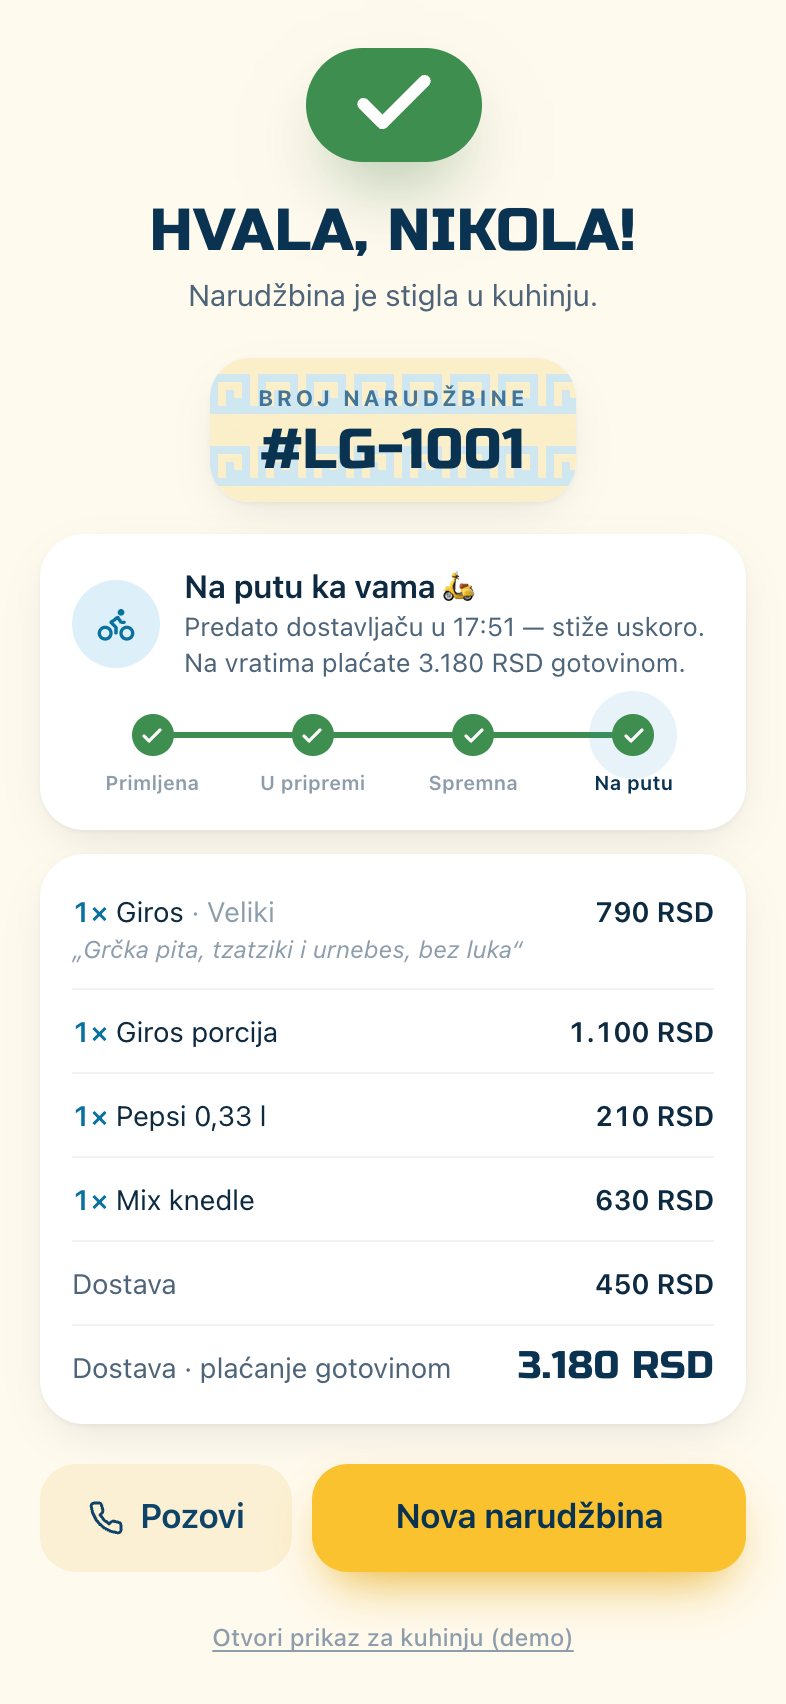 HVALA, NIKOLA!
Narudžbina je stigla u kuhinju.
BROJ NARUDŽBINE
#LG-1001
Na putu ka vama 🛵
Predato dostavljaču u 17:51 — stiže uskoro.
Na vratima plaćate 3.180 RSD gotovinom.
Primljena U pripremi Spremna Na putu
1× Giros · Veliki 790 RSD
„Grčka pita, tzatziki i urnebes, bez luka“
1× Giros porcija 1.100 RSD
1× Pepsi 0,33 l 210 RSD
1× Mix knedle 630 RSD
Dostava 450 RSD
Dostava · plaćanje gotovinom 3.180 RSD
Pozovi Nova narudžbina
Otvori prikaz za kuhinju (demo)